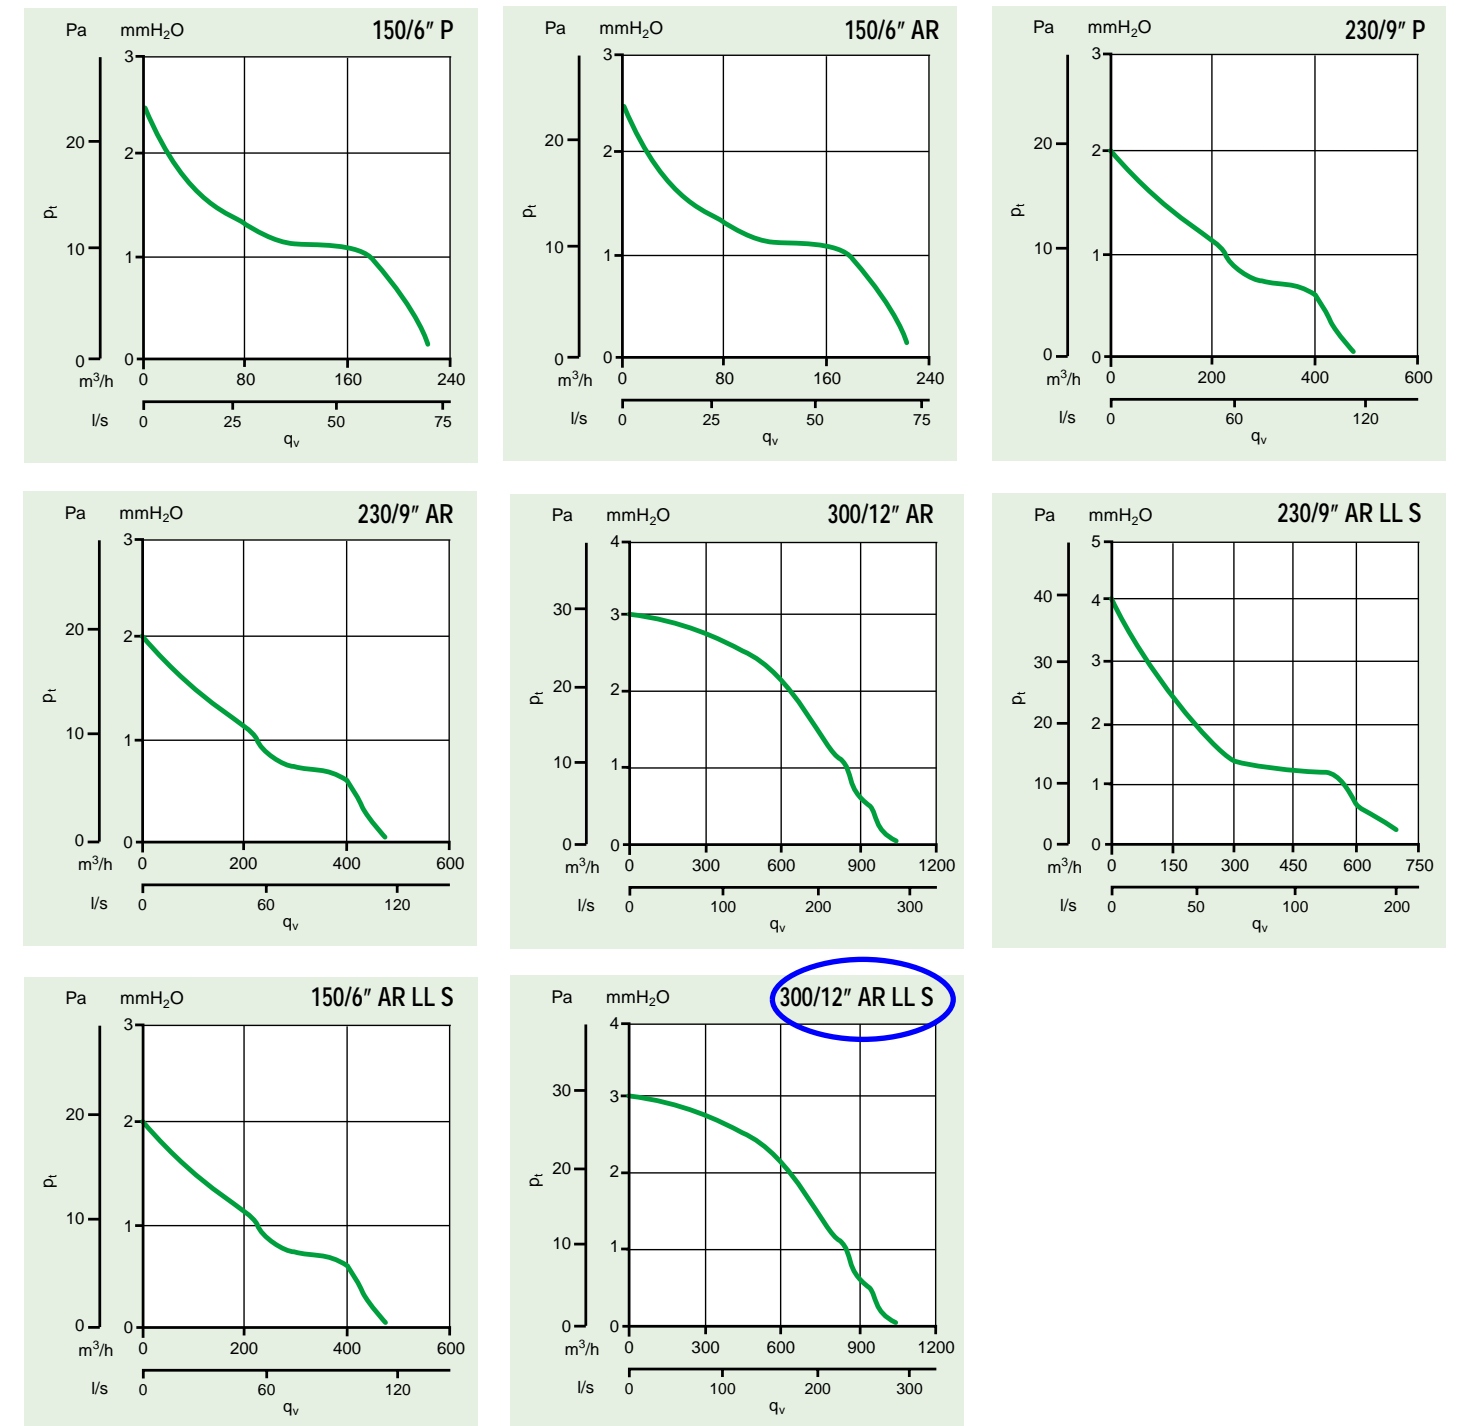 Pa mmH₂O 150/6″ P
3
20
2
pt
10
1
0 0
m³/h 0 80 160 240
l/s 0 25 50 75
qv
Pa mmH₂O 150/6″ AR
3
20
2
pt
10
1
0 0
m³/h 0 80 160 240
l/s 0 25 50 75
qv
Pa mmH₂O 230/9″ P
3
20
2
pt
10
1
0 0
m³/h 0 200 400 600
l/s 0 60 120
qv
Pa mmH₂O 230/9″ AR
3
20
2
pt
10
1
0 0
m³/h 0 200 400 600
l/s 0 60 120
qv
Pa mmH₂O 300/12″ AR
4
30
3
20
2
pt
10
1
0 0
m³/h 0 300 600 900 1200
l/s 0 100 200 300
qv
Pa mmH₂O 230/9″ AR LL S
5
40
4
30
3
pt
20
2
10
1
0 0
m³/h 0 150 300 450 600 750
l/s 0 50 100 200
qv
Pa mmH₂O 150/6″ AR LL S
3
20
2
pt
10
1
0 0
m³/h 0 200 400 600
l/s 0 60 120
qv
Pa mmH₂O 300/12″ AR LL S
4
30
3
20
2
pt
10
1
0 0
m³/h 0 300 600 900 1200
l/s 0 100 200 300
qv